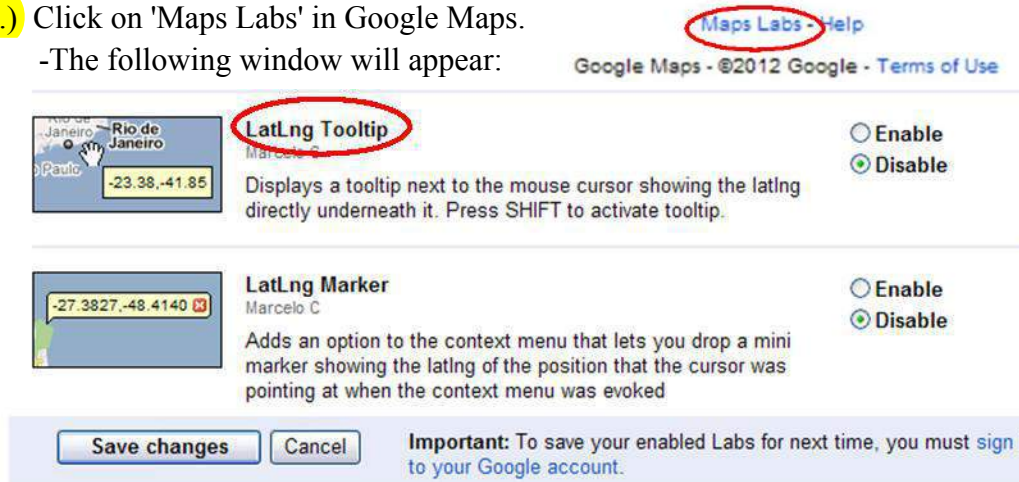 .) Click on 'Maps Labs' in Google Maps.
-The following window will appear:
Maps Labs - Help
Google Maps - ©2012 Google - Terms of Use
Janeiro Rio de
Janeiro
Paulo
-23.38,-41.85
LatLng Tooltip
Marcelo C
Displays a tooltip next to the mouse cursor showing the latlng
directly underneath it. Press SHIFT to activate tooltip.
Enable
Disable
-27.3827,-48.4140
LatLng Marker
Marcelo C
Adds an option to the context menu that lets you drop a mini
marker showing the latlng of the position that the cursor was
pointing at when the context menu was evoked
Enable
Disable
Save changes
Cancel
Important: To save your enabled Labs for next time, you must sign
to your Google account.